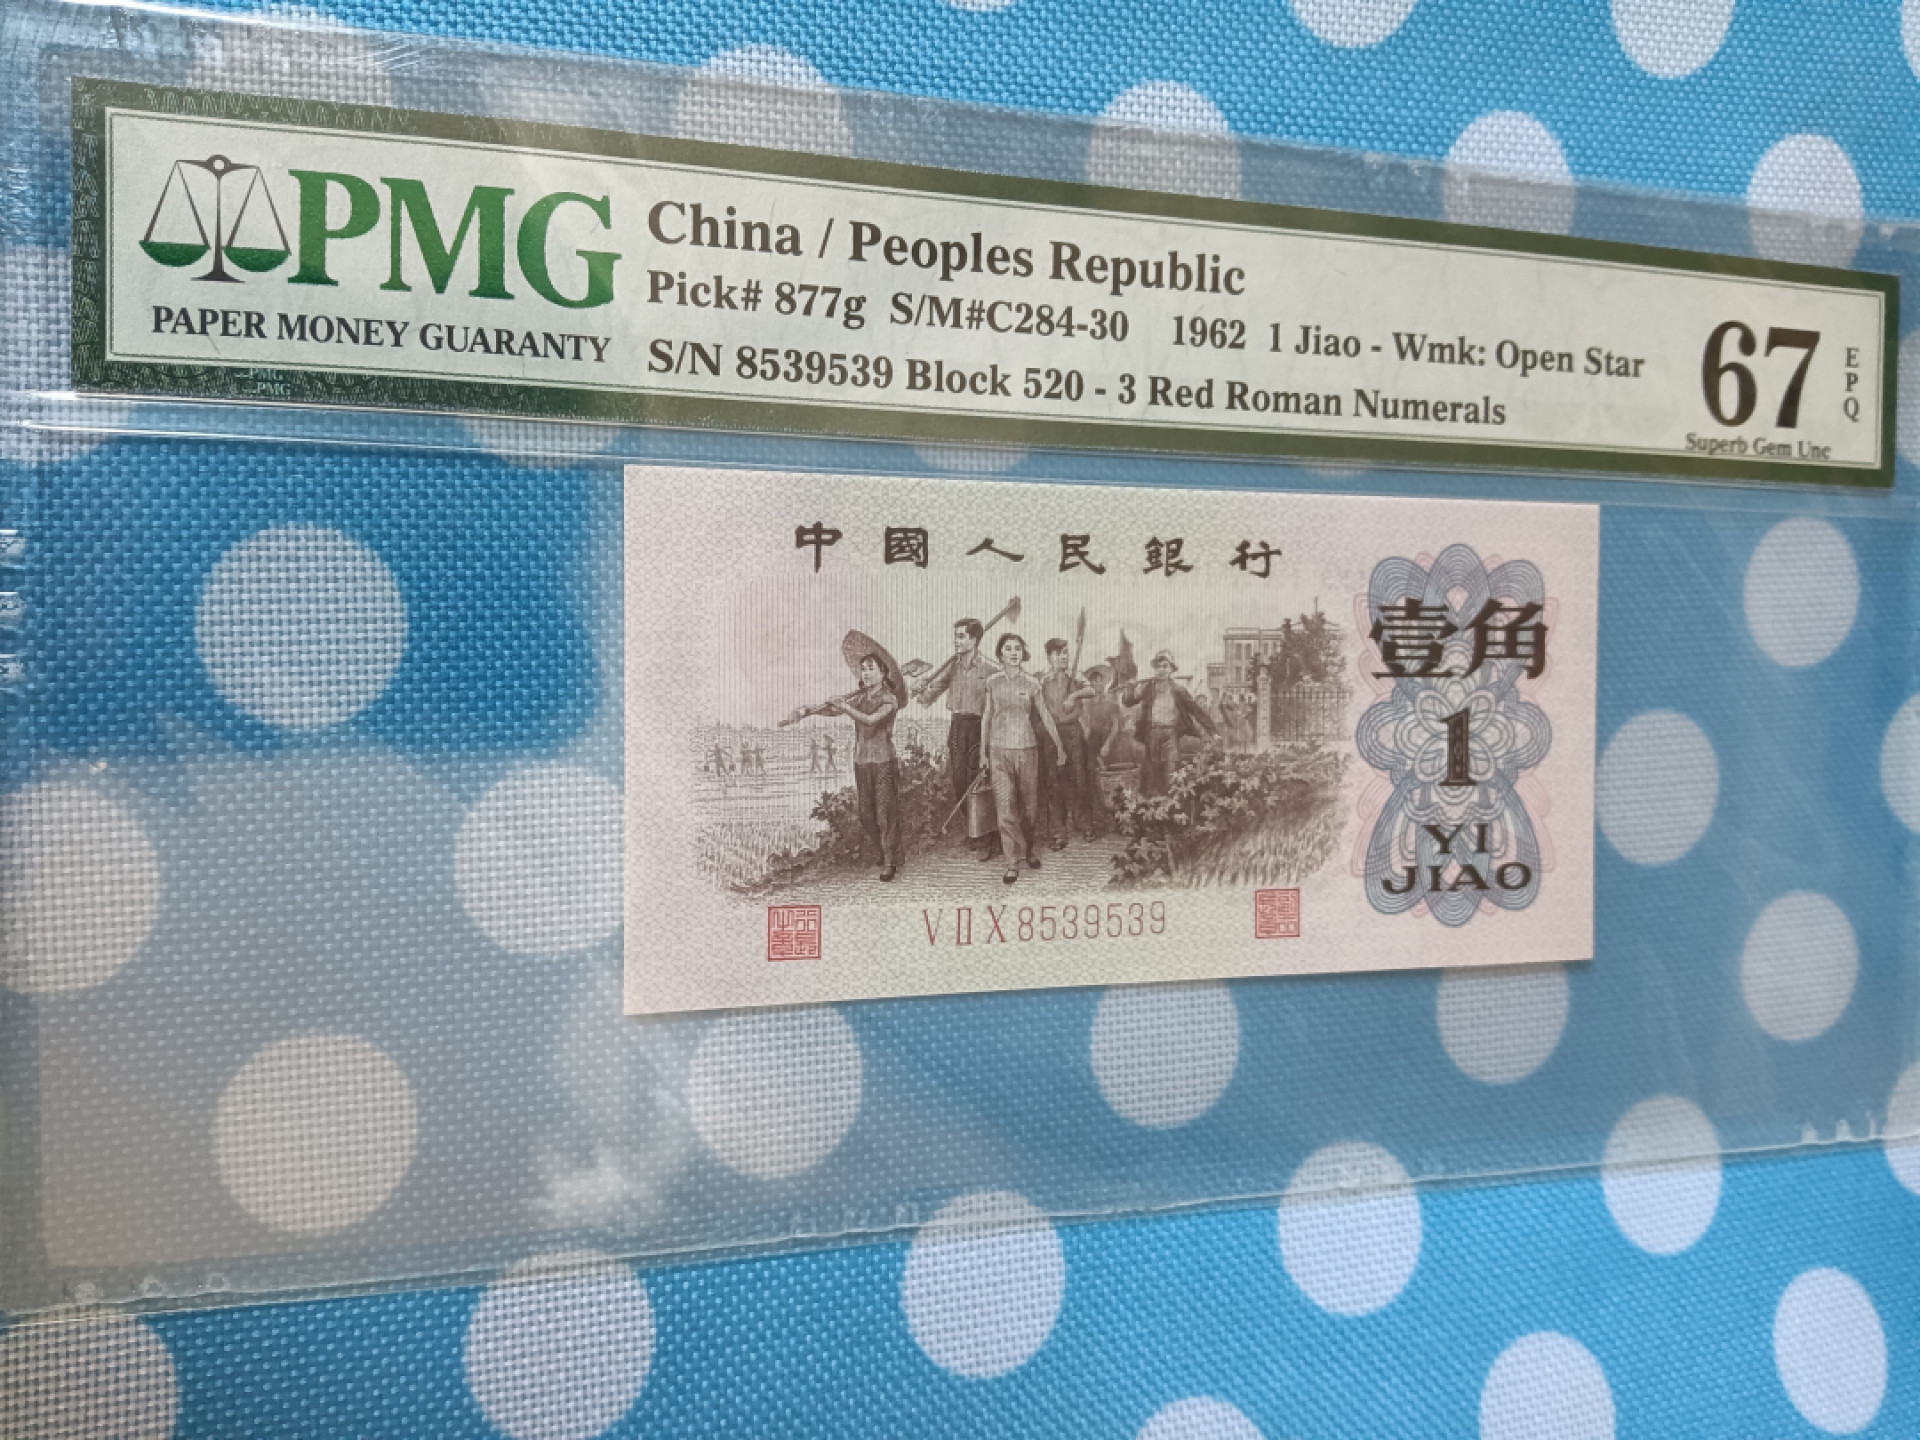 PMG
PAPER MONEY GUARANTY
China / Peoples Republic
Pick# 877g S/M#C284-30 1962 1 Jiao - Wmk: Open Star
S/N 8539539 Block 520 - 3 Red Roman Numerals
67
EPQ
Superb Gem Unc
中國人民銀行
壹角
1
YI
JIAO
VⅡX8539539